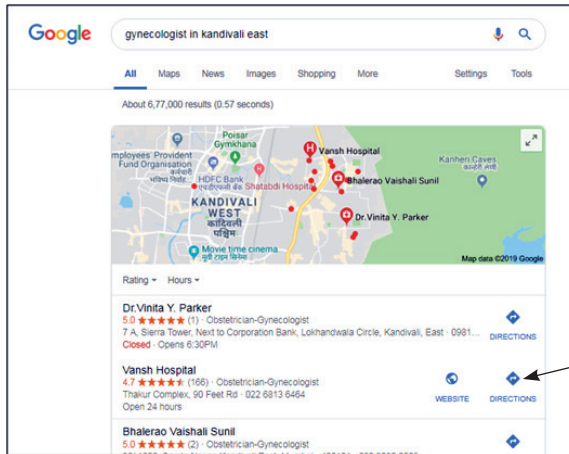 Google
gynecologist in kandivali east
All Maps News Images Shopping More Settings Tools
About 6,77,000 results (0.57 seconds)
Poisar
Gymkhana
Vansh Hospital
mployees' Provident
Fund Organisation
HDFC Bank
एचडीएफसी बैंक
Shatabdi Hospital
Bhalerao Vaishali Sunil
Kanheri Caves
कान्हेरी लेणी
KANDIVALI
WEST
कांदिवली
पश्चिम
Dr.Vinita Y. Parker
Movie time cinema
मूवी टाइम सिनेमा
Map data ©2019 Google
Rating Hours
Dr.Vinita Y. Parker
5.0 ★★★★★ (1) · Obstetrician-Gynecologist
7 A, Sierra Tower, Next to Corporation Bank, Lokhandwala Circle, Kandivali, East · 0981...
Closed · Opens 6:30PM
DIRECTIONS
Vansh Hospital
4.7 ★★★★★ (166) · Obstetrician-Gynecologist
Thakur Complex, 90 Feet Rd · 022 6813 6464
Open 24 hours
WEBSITE DIRECTIONS
Bhalerao Vaishali Sunil
5.0 ★★★★★ (2) · Obstetrician-Gynecologist